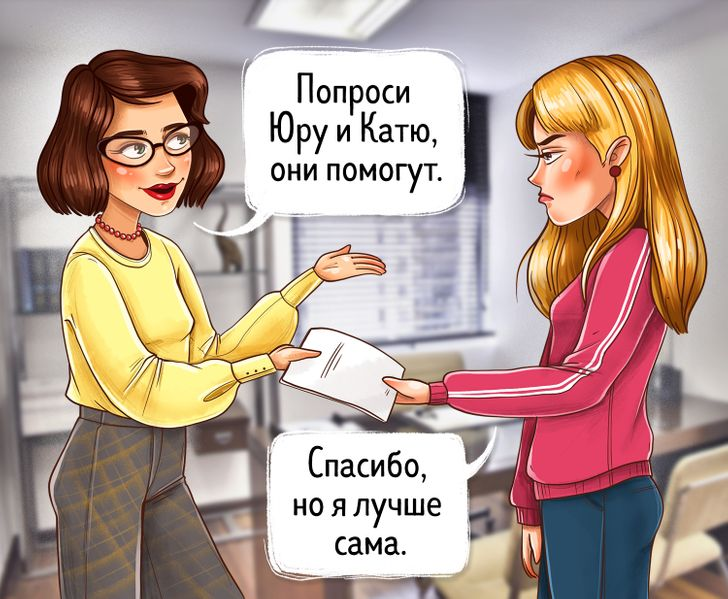 Попроси
Юру и Катю,
они помогут.
Спасибо,
но я лучше
сама.